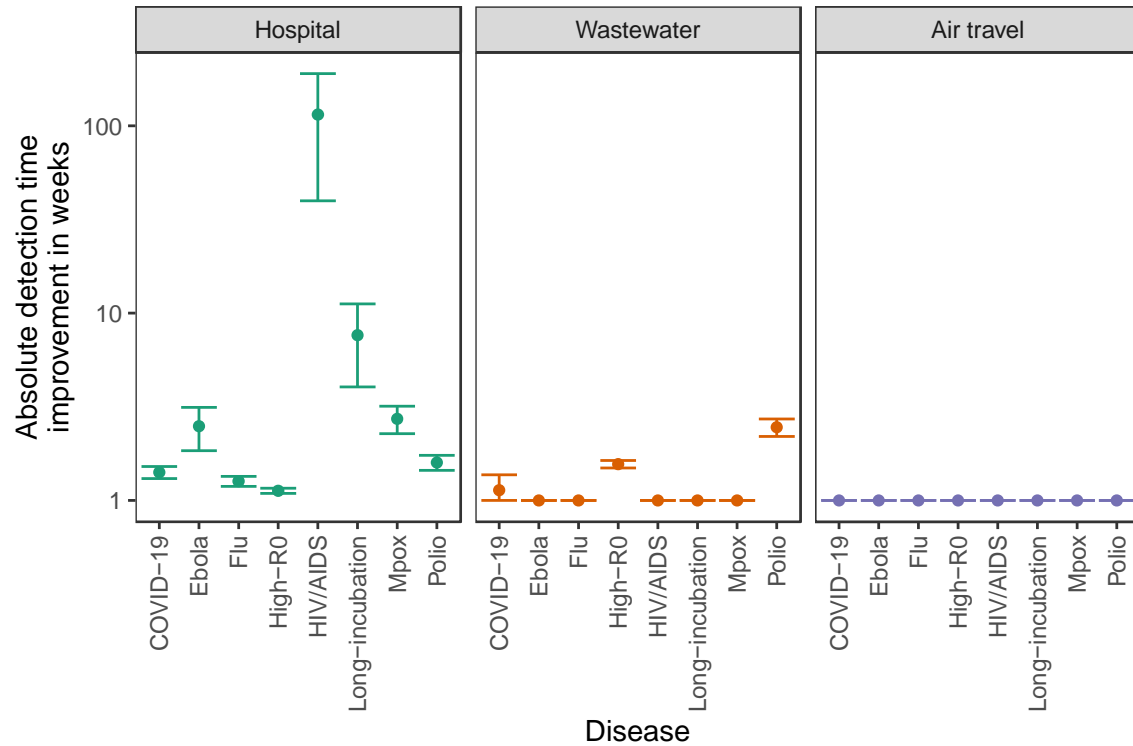 Hospital
Wastewater
Air travel
Absolute detection time
improvement in weeks
100
10
1
COVID−19
Ebola
Flu
High−R0
HIV/AIDS
Long−incubation
Mpox
Polio
COVID−19
Ebola
Flu
High−R0
HIV/AIDS
Long−incubation
Mpox
Polio
COVID−19
Ebola
Flu
High−R0
HIV/AIDS
Long−incubation
Mpox
Polio
Disease